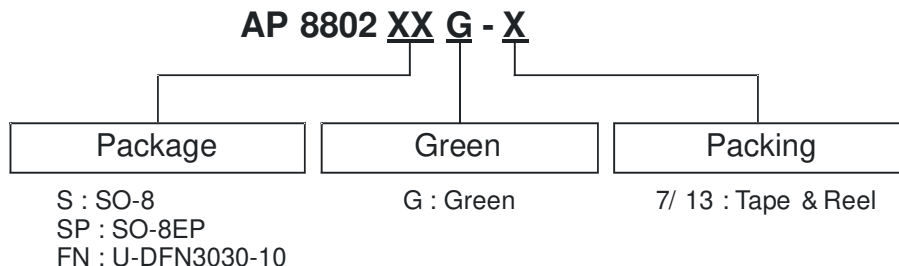 AP 8802 XX G - X
Package
Green
Packing
S : SO-8
SP : SO-8EP
FN : U-DFN3030-10
G : Green
7/ 13 : Tape & Reel